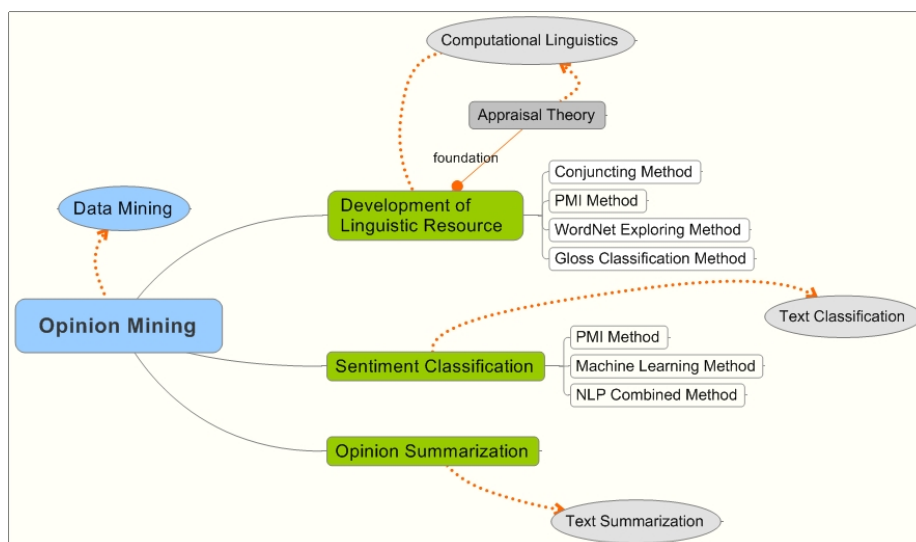 Computational Linguistics
Appraisal Theory
foundation
Conjuncting Method
PMI Method
WordNet Exploring Method
Gloss Classification Method
Development of
Linguistic Resource
Data Mining
Opinion Mining
Text Classification
PMI Method
Machine Learning Method
NLP Combined Method
Sentiment Classification
Opinion Summarization
Text Summarization